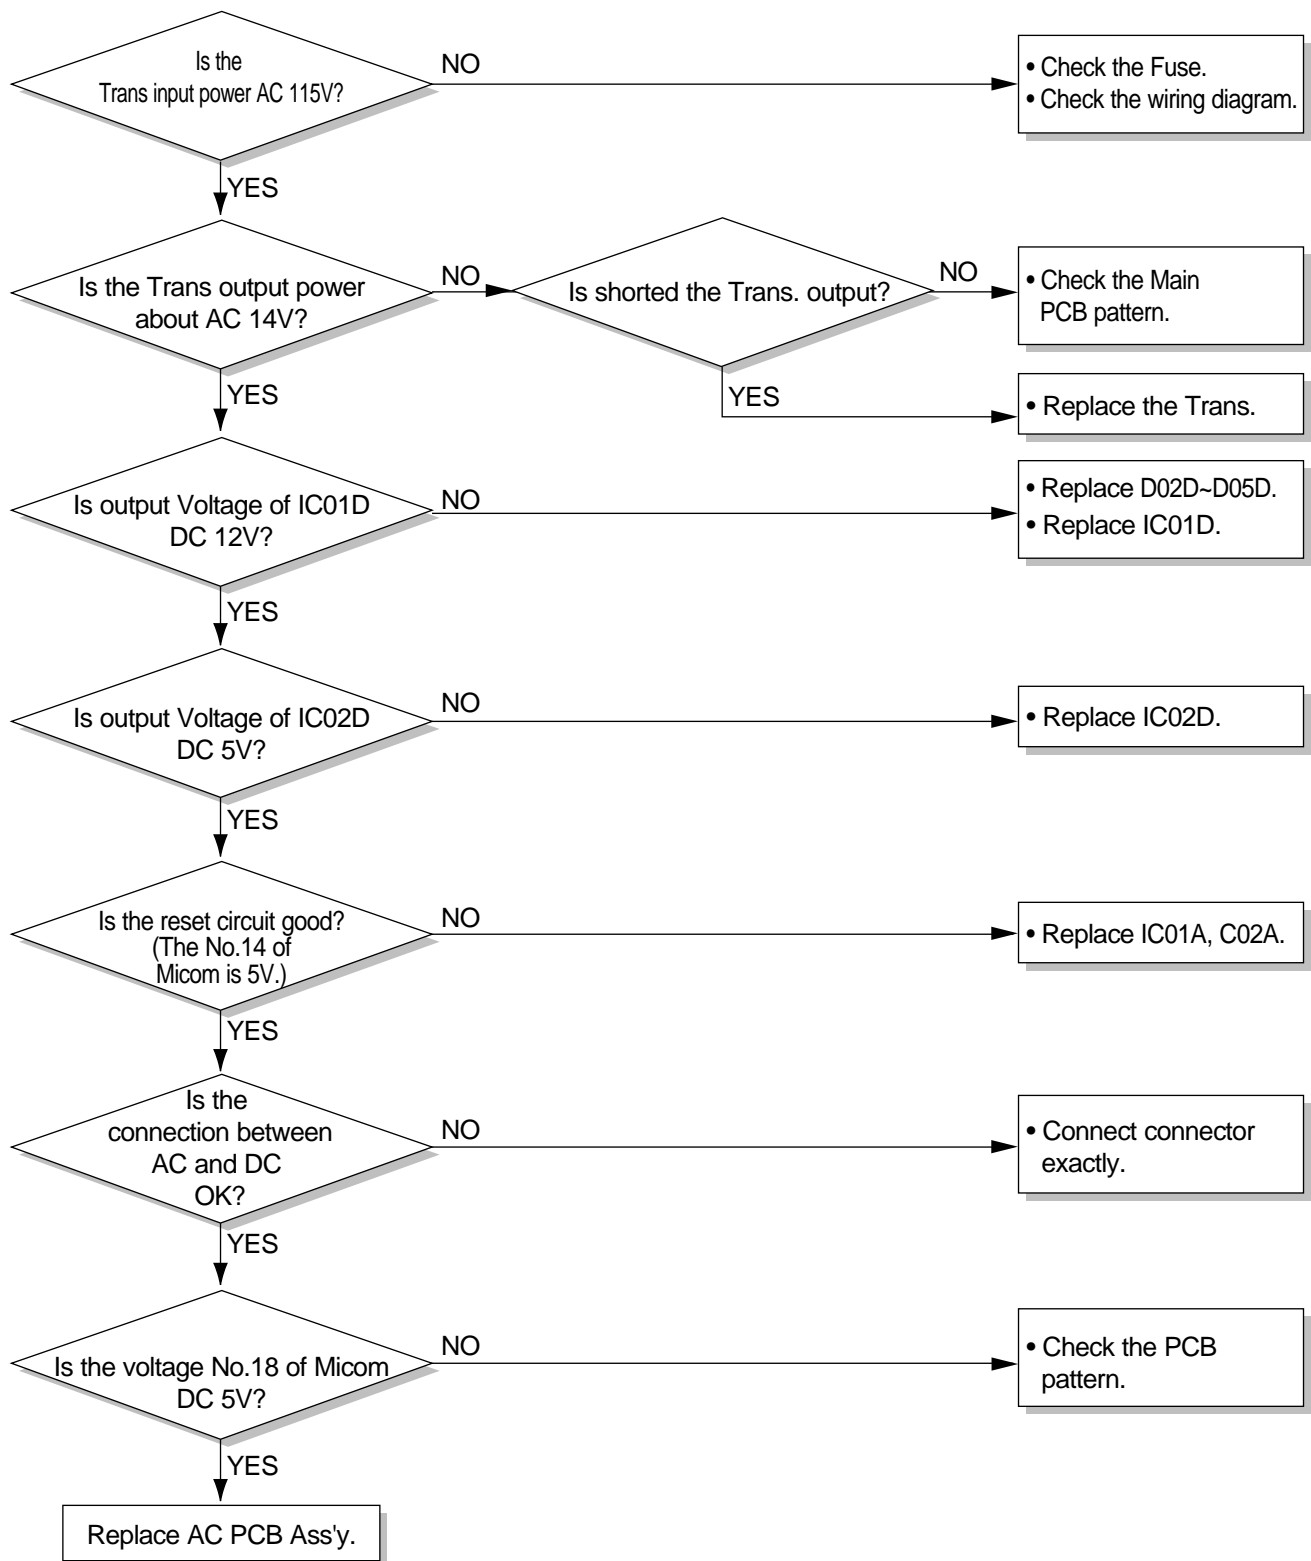 Is the
Trans input power AC 115V?
NO
• Check the Fuse.
• Check the wiring diagram.
YES
Is the Trans output power
about AC 14V?
NO
Is shorted the Trans. output?
NO
• Check the Main
PCB pattern.
YES
YES
• Replace the Trans.
Is output Voltage of IC01D
DC 12V?
NO
• Replace D02D~D05D.
• Replace IC01D.
YES
Is output Voltage of IC02D
DC 5V?
NO
• Replace IC02D.
YES
Is the reset circuit good?
(The No.14 of
Micom is 5V.)
NO
• Replace IC01A, C02A.
YES
Is the
connection between
AC and DC
OK?
NO
• Connect connector
exactly.
YES
Is the voltage No.18 of Micom
DC 5V?
NO
• Check the PCB
pattern.
YES
Replace AC PCB Ass'y.